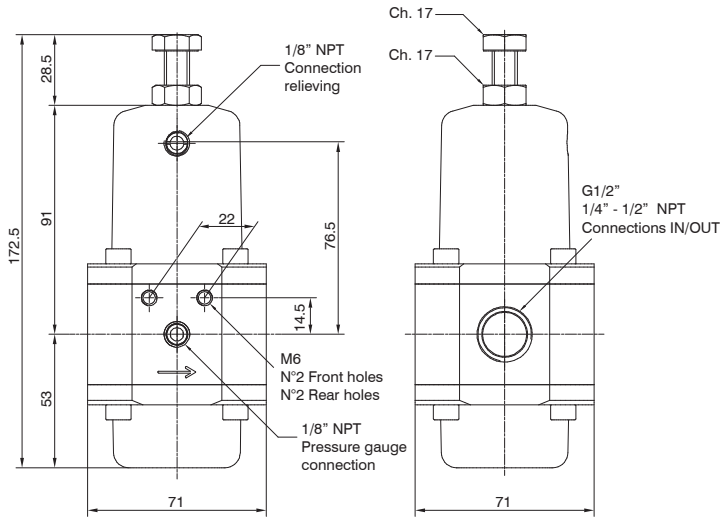 Ch. 17
Ch. 17
1/8” NPT
Connection
relieving
28.5
91
172.5
53
22
76.5
14.5
G1/2”
1/4” - 1/2” NPT
Connections IN/OUT
M6
N°2 Front holes
N°2 Rear holes
1/8” NPT
Pressure gauge
connection
71
71